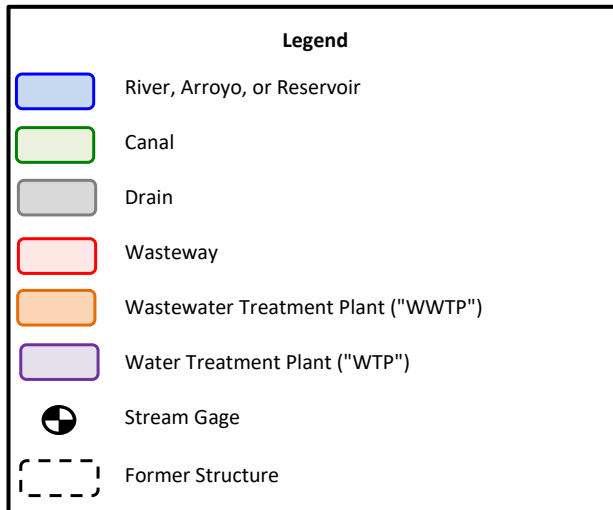 Legend
River, Arroyo, or Reservoir
Canal
Drain
Wasteway
Wastewater Treatment Plant ("WWTP")
Water Treatment Plant ("WTP")
Stream Gage
Former Structure